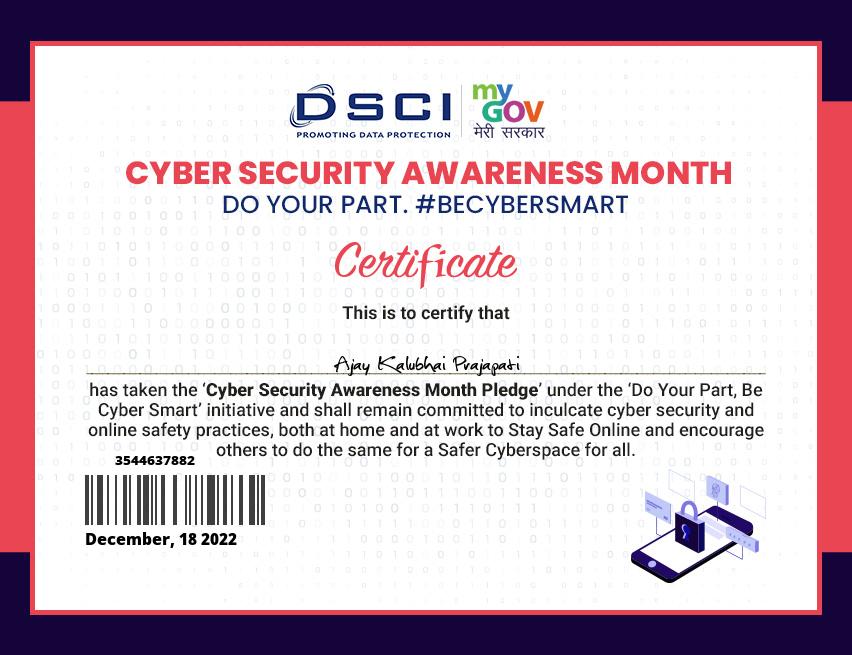 DSCI
PROMOTING DATA PROTECTION
my
GOV
मेरी सरकार
CYBER SECURITY AWARENESS MONTH
DO YOUR PART. #BECYBERSMART
Certificate
This is to certify that
Ajay Kalubhai Prajapati
has taken the ‘Cyber Security Awareness Month Pledge’ under the ‘Do Your Part, Be
Cyber Smart’ initiative and shall remain committed to inculcate cyber security and
online safety practices, both at home and at work to Stay Safe Online and encourage
others to do the same for a Safer Cyberspace for all.
3544637882
December, 18 2022